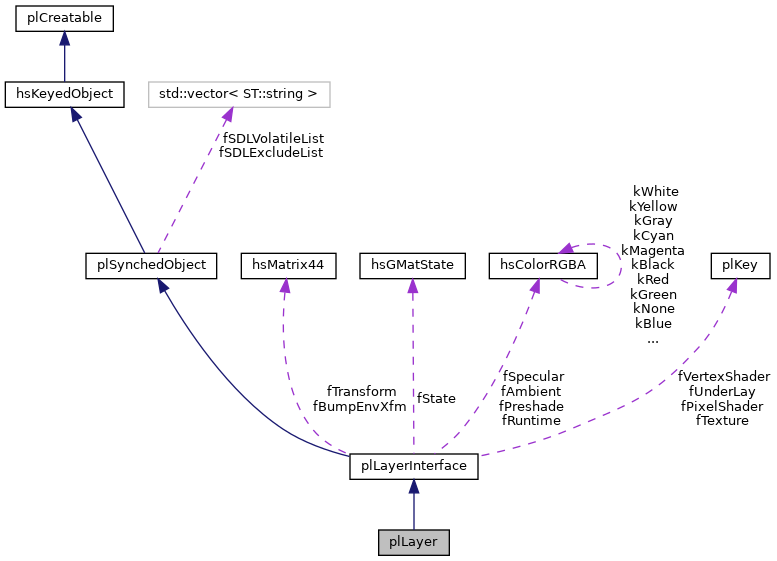 plCreatable
hsKeyedObject
std::vector< ST::string >
fSDLVolatileList
fSDLExcludeList
kWhite
kYellow
kGray
kCyan
kMagenta
kBlack
kRed
kGreen
kNone
kBlue
...
plSynchedObject
hsMatrix44
hsGMatState
hsColorRGBA
plKey
fTransform
fBumpEnvXfm
fState
fSpecular
fAmbient
fPreshade
fRuntime
fVertexShader
fUnderLay
fPixelShader
fTexture
plLayerInterface
plLayer